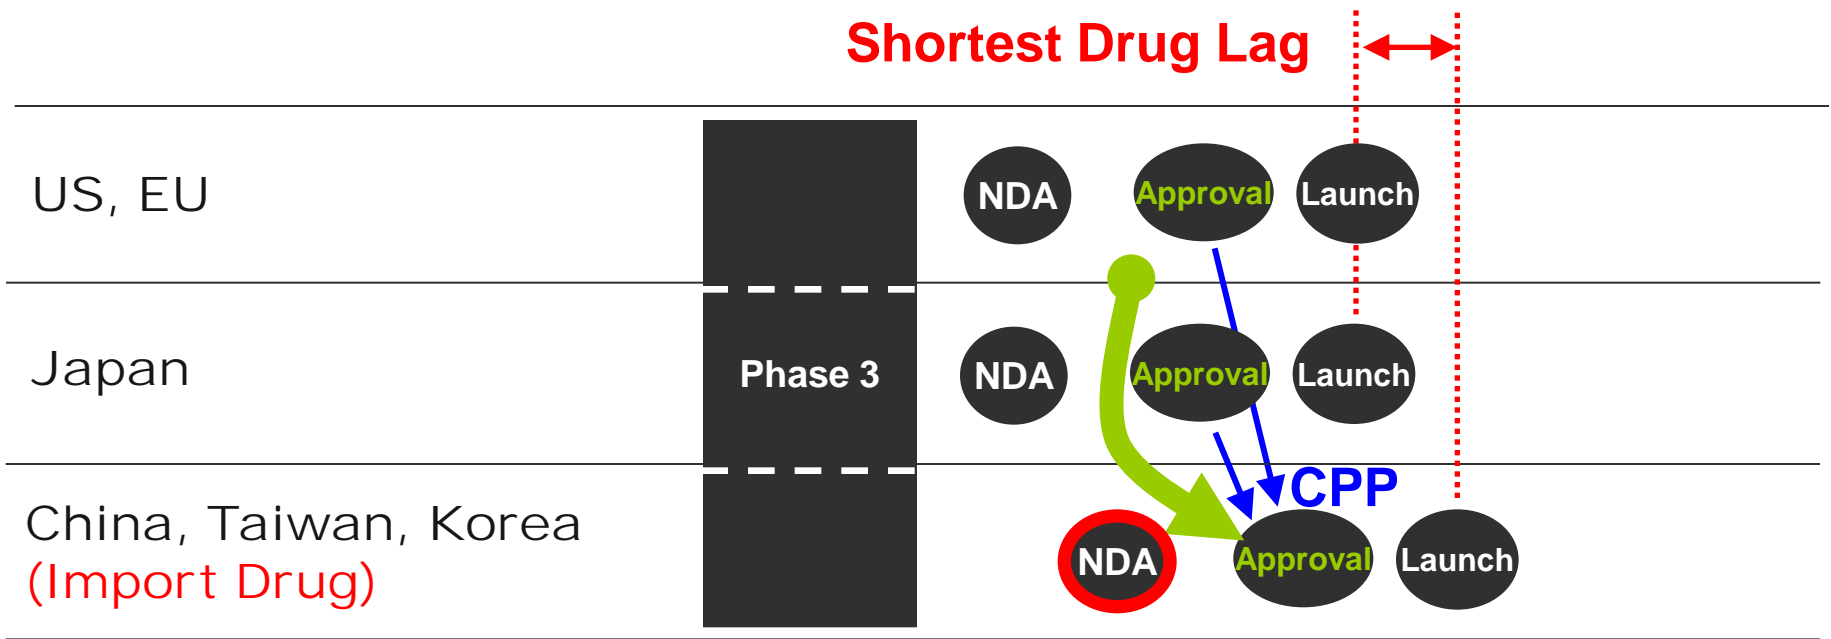 Shortest Drug Lag
US, EU
NDA
Approval
Launch
Japan
Phase 3
NDA
Approval
Launch
CPP
China, Taiwan, Korea
(Import Drug)
NDA
Approval
Launch